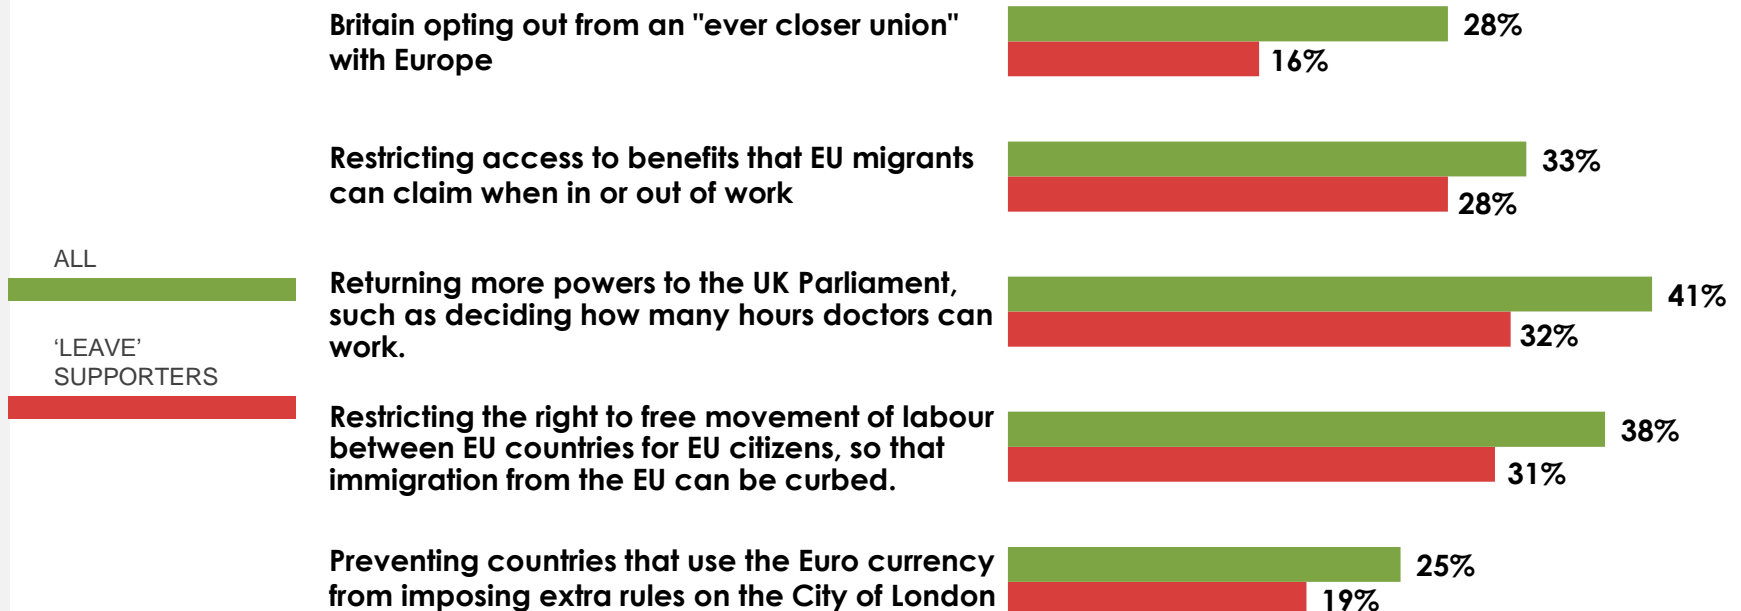 Britain opting out from an "ever closer union"
with Europe
28%
16%
Restricting access to benefits that EU migrants
can claim when in or out of work
33%
28%
ALL
‘LEAVE’
SUPPORTERS
Returning more powers to the UK Parliament,
such as deciding how many hours doctors can
work.
41%
32%
Restricting the right to free movement of labour
between EU countries for EU citizens, so that
immigration from the EU can be curbed.
38%
31%
Preventing countries that use the Euro currency
from imposing extra rules on the City of London
25%
19%